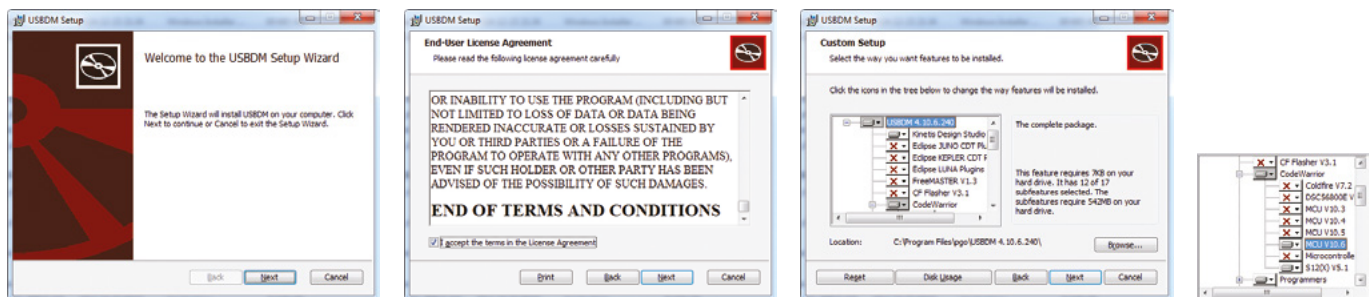 USBDM Setup
Welcome to the USBDM Setup Wizard
The Setup Wizard will install USBDM on your computer. Click
Next to continue or Cancel to exit the Setup Wizard.
Back
Next
Cancel
USBDM Setup
End-User License Agreement
Please read the following license agreement carefully
OR INABILITY TO USE THE PROGRAM (INCLUDING BUT
NOT LIMITED TO LOSS OF DATA OR DATA BEING
RENDERED INACCURATE OR LOSSES SUSTAINED BY
YOU OR THIRD PARTIES OR A FAILURE OF THE
PROGRAM TO OPERATE WITH ANY OTHER PROGRAMS),
EVEN IF SUCH HOLDER OR OTHER PARTY HAS BEEN
ADVISED OF THE POSSIBILITY OF SUCH DAMAGES.
END OF TERMS AND CONDITIONS
I accept the terms in the License Agreement
Print
Back
Next
Cancel
USBDM Setup
Custom Setup
Select the way you want features to be installed.
Click the icons in the tree below to change the way features will be installed.
USBDM 4.10.6.240
Kinetis Design Studio
Eclipse JUNO CDT PL
Eclipse KEPLER CDT F
Eclipse LUNA Plugins
FreeMASTER V1.3
CF Flasher V3.1
CodeWarrior
The complete package.
This feature requires 7KB on your
hard drive. It has 12 of 17
subfeatures selected. The
subfeatures require 542MB on your
hard drive.
Location: C:\Program Files\pgo\USBDM 4.10.6.240\
Browse...
Reset
Disk Usage
Back
Next
Cancel
CF Flasher V3.1
CodeWarrior
Coldfire V7.2
DSC56800E V
MCU V10.3
MCU V10.4
MCU V10.5
MCU V10.6
Microcontrolle
S12(X) V5.1
Programmers